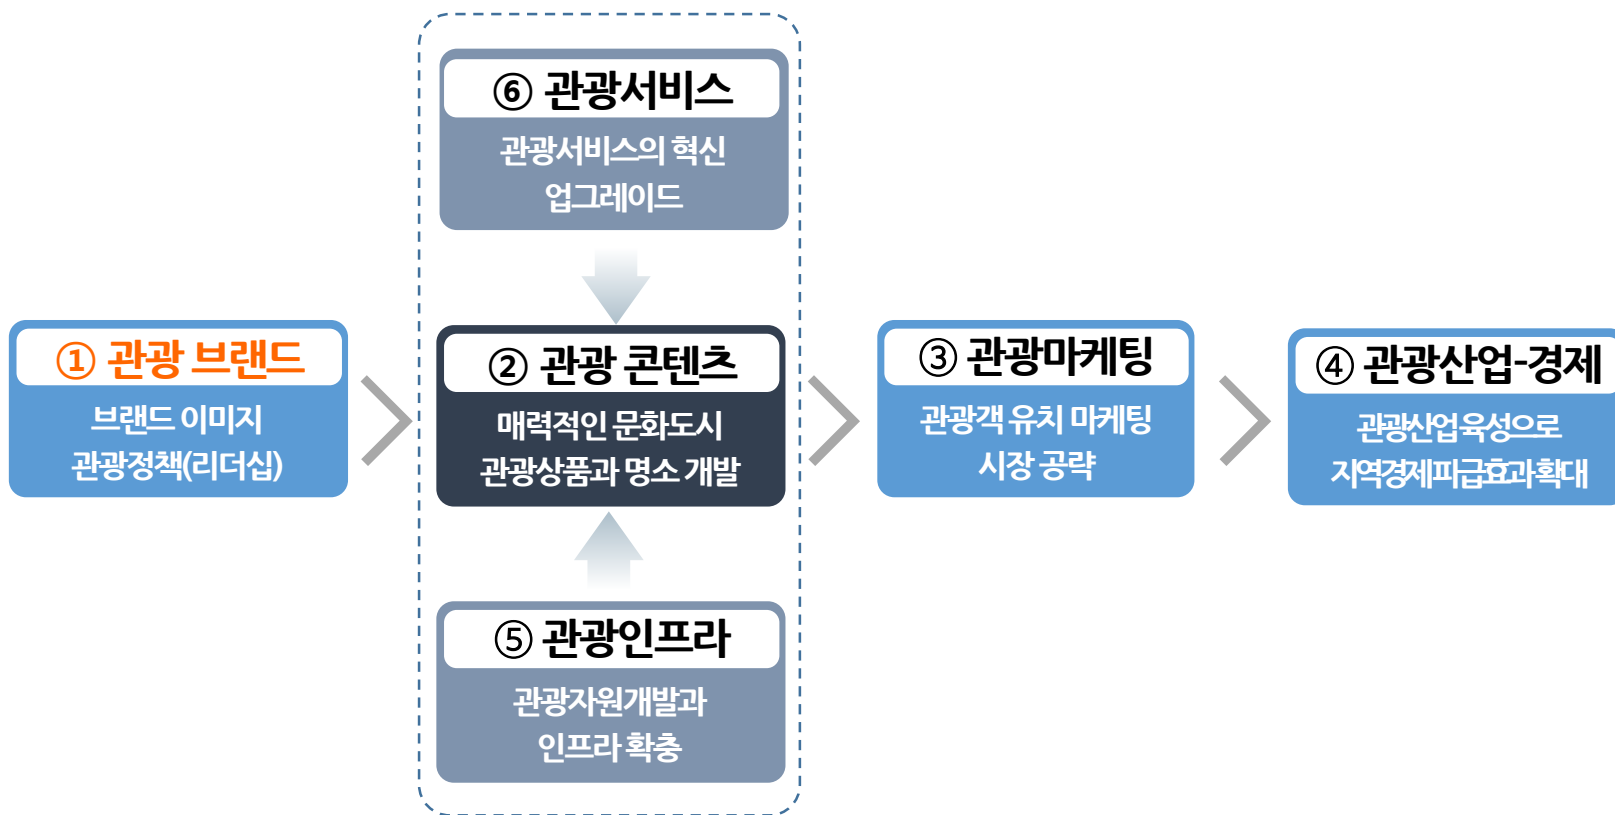 ⑥ 관광서비스
관광서비스의 혁신
업그레이드
① 관광 브랜드
브랜드 이미지
관광정책(리더십)
② 관광 콘텐츠
매력적인 문화도시
관광상품과 명소 개발
③ 관광마케팅
관광객 유치 마케팅
시장 공략
④ 관광산업-경제
관광산업 육성으로
지역경제 파급효과 확대
⑤ 관광인프라
관광자원개발과
인프라 확충